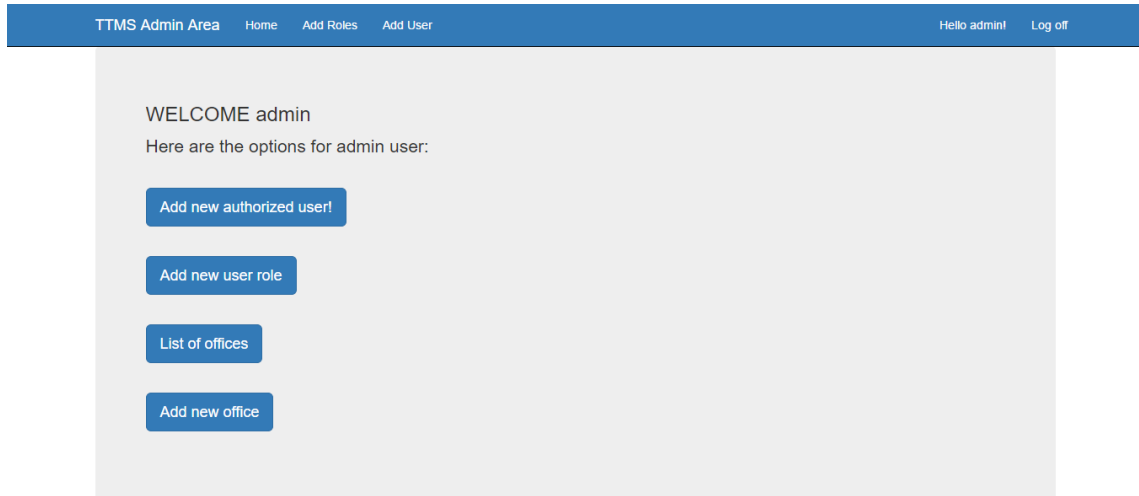 TTMS Admin Area Home Add Roles Add User Hello admin! Log off
WELCOME admin
Here are the options for admin user:
Add new authorized user!
Add new user role
List of offices
Add new office